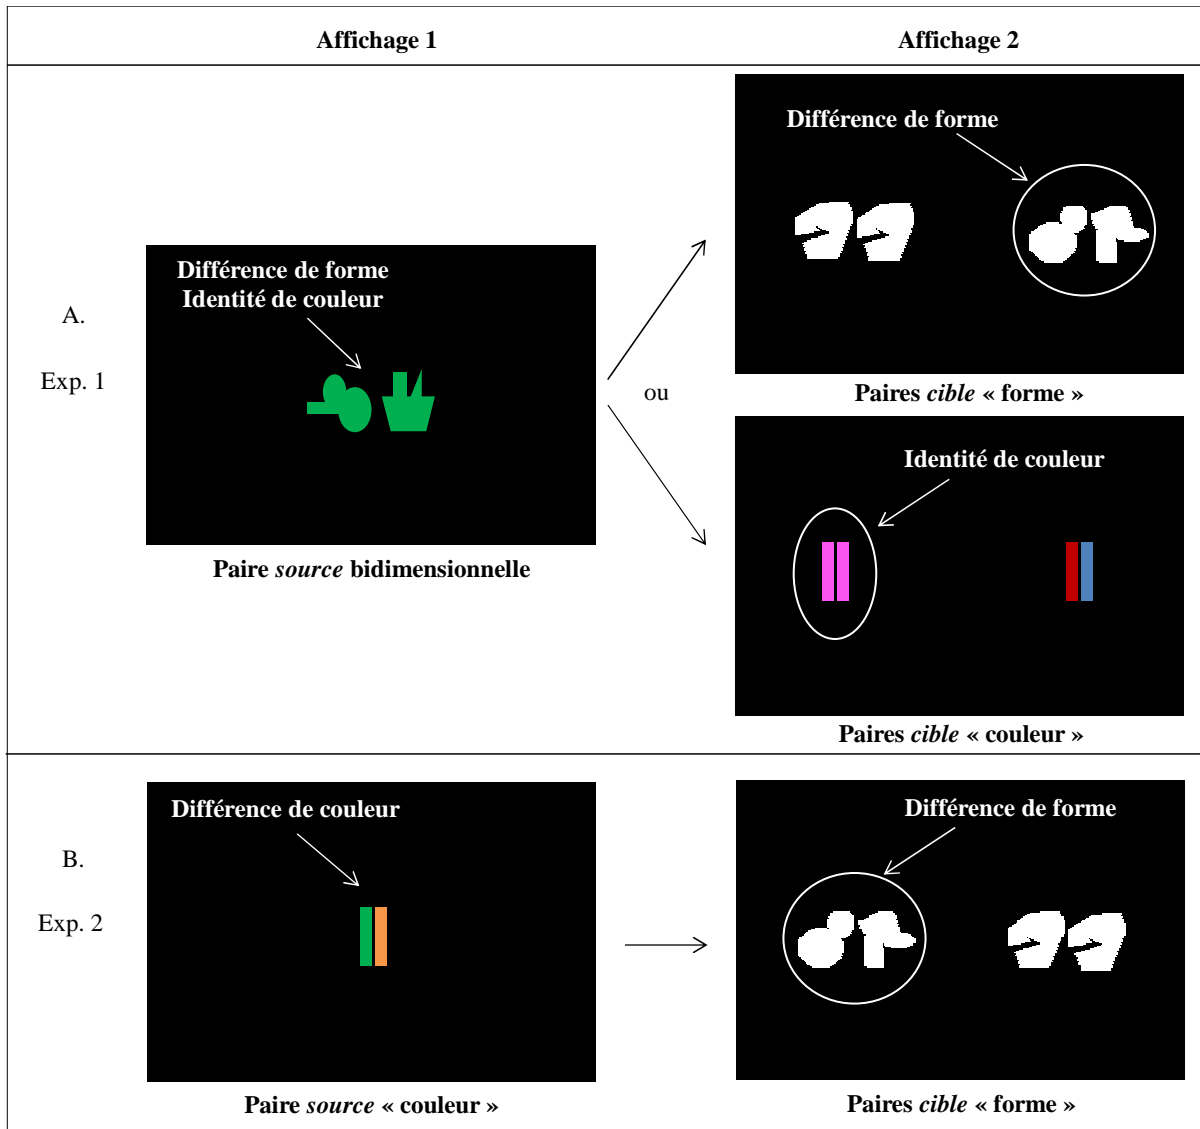 Affichage 1
Affichage 2
A.
Exp. 1
Différence de forme
Identité de couleur
Paire source bidimensionnelle
ou
Différence de forme
Paires cible « forme »
Identité de couleur
Paires cible « couleur »
B.
Exp. 2
Différence de couleur
Paire source « couleur »
Différence de forme
Paires cible « forme »